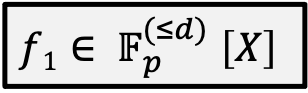 f₁ ∈ 𝔽ₚ^(≤d) [X]